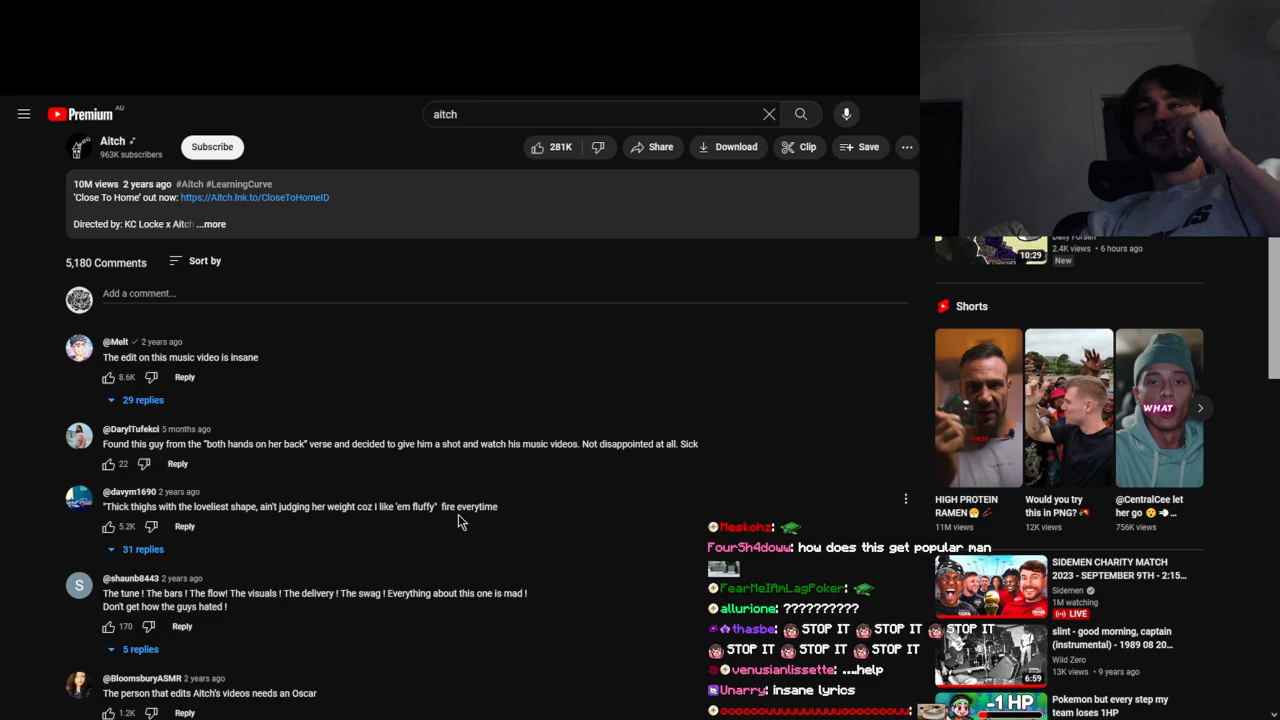 Premium AU
aitch
Aitch
963K subscribers
Subscribe
281K
Share
Download
Clip
Save
10M views 2 years ago #Aitch #LearningCurve
'Close To Home' out now: https://Aitch.lnk.to/CloseToHomeID
Directed by: KC Locke x Aitch ...more
5,180 Comments
Sort by
Add a comment...
@Melt 2 years ago
The edit on this music video is insane
8.6K
Reply
29 replies
@DarylTufekci 5 months ago
Found this guy from the "both hands on her back" verse and decided to give him a shot and watch his music videos. Not disappointed at all. Sick
22
Reply
@davym1690 2 years ago
"Thick thighs with the loveliest shape, ain't judging her weight coz I like 'em fluffy" fire everytime
5.2K
Reply
31 replies
S
@shaunb8443 2 years ago
The tune ! The bars ! The flow! The visuals ! The delivery ! The swag ! Everything about this one is mad !
Don't get how the guys hated !
170
Reply
5 replies
@BloomsburyASMR 2 years ago
The person that edits Aitch's videos needs an Oscar
1.2K
Reply
Daily Forsen
2.4K views • 6 hours ago
New
10:29
Shorts
THESE
WHAT
HIGH PROTEIN
RAMEN
11M views
Would you try
this in PNG?
12K views
@CentralCee let
her go
756K views
Meskohz:
FourSh4doww: how does this get popular man
FearMeIAmLagPoker:
allurione: ??????????
thasbe: STOP IT STOP IT STOP IT
STOP IT STOP IT STOP IT
venusianlissette: ...help
Unarry: insane lyrics
SIDEMEN CHARITY MATCH
2023 - SEPTEMBER 9TH - 2:15...
Sidemen
1M watching
LIVE
slint - good morning, captain
(instrumental) - 1989 08 20...
Wild Zero
13K views • 9 years ago
6:59
Pokemon but every step my
team loses 1HP
-1 HP